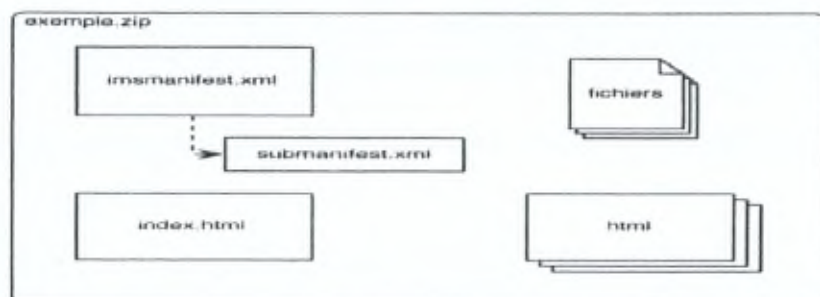 exemple.zip
imsmanifest.xml
fichiers
submanifest.xml
index.html
html